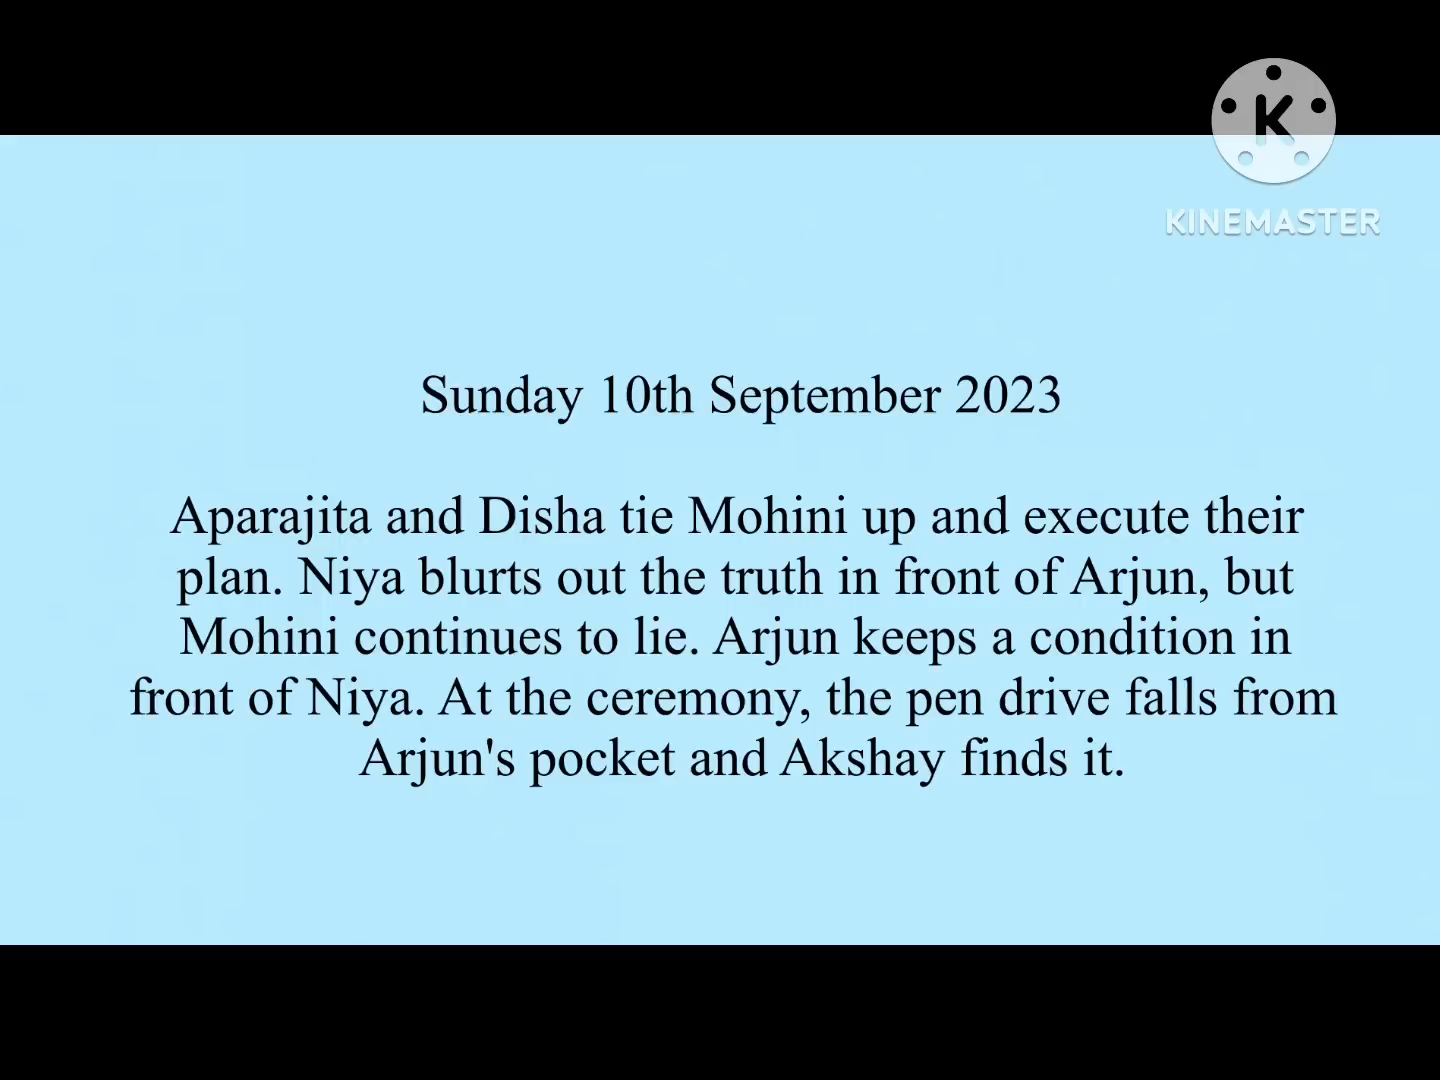 K
KINEMASTER
Sunday 10th September 2023
Aparajita and Disha tie Mohini up and execute their
plan. Niya blurts out the truth in front of Arjun, but
Mohini continues to lie. Arjun keeps a condition in
front of Niya. At the ceremony, the pen drive falls from
Arjun's pocket and Akshay finds it.